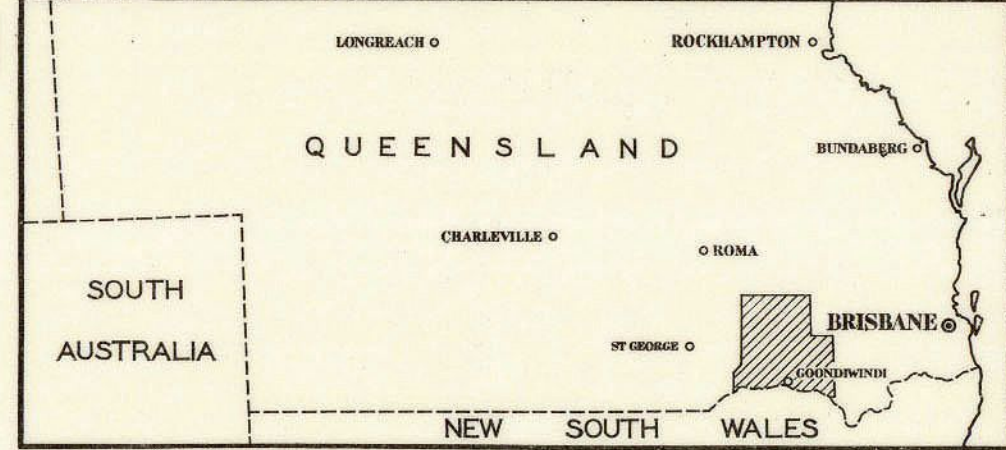 LONGREACH
ROCKHAMPTON
QUEENSLAND
BUNDABERG
CHARLEVILLE
ROMA
SOUTH
AUSTRALIA
BRISBANE
ST GEORGE
GOONDIWINDI
NEW SOUTH WALES